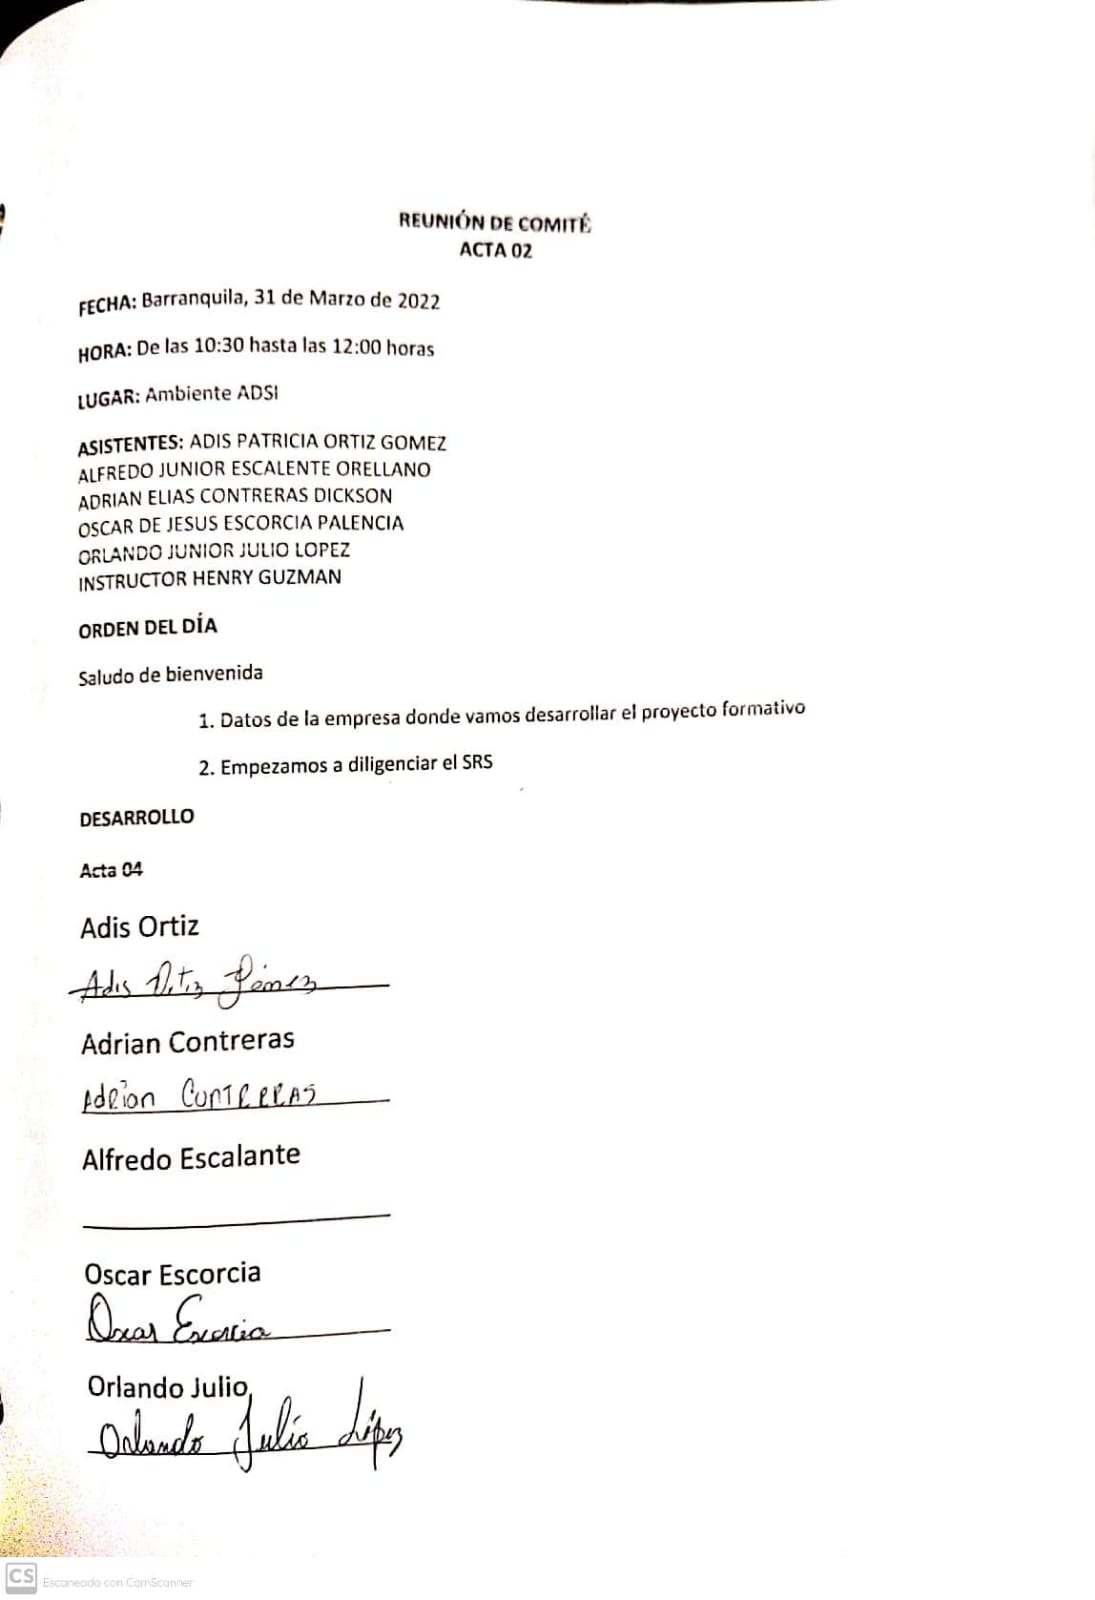 REUNIÓN DE COMITÉ
ACTA 02
FECHA: Barranquila, 31 de Marzo de 2022
HORA: De las 10:30 hasta las 12:00 horas
LUGAR: Ambiente ADSI
ASISTENTES: ADIS PATRICIA ORTIZ GOMEZ
ALFREDO JUNIOR ESCALENTE ORELLANO
ADRIAN ELIAS CONTRERAS DICKSON
OSCAR DE JESUS ESCORCIA PALENCIA
ORLANDO JUNIOR JULIO LOPEZ
INSTRUCTOR HENRY GUZMAN
ORDEN DEL DÍA
Saludo de bienvenida
1. Datos de la empresa donde vamos desarrollar el proyecto formativo
2. Empezamos a diligenciar el SRS
DESARROLLO
Acta 04
Adis Ortiz
Adis Ortiz Gómez
Adrian Contreras
Adrian CONTRERAS
Alfredo Escalante
Oscar Escorcia
Oscar Escorcia
Orlando Julio
Orlando Julio López
CS Escaneado con CamScanner